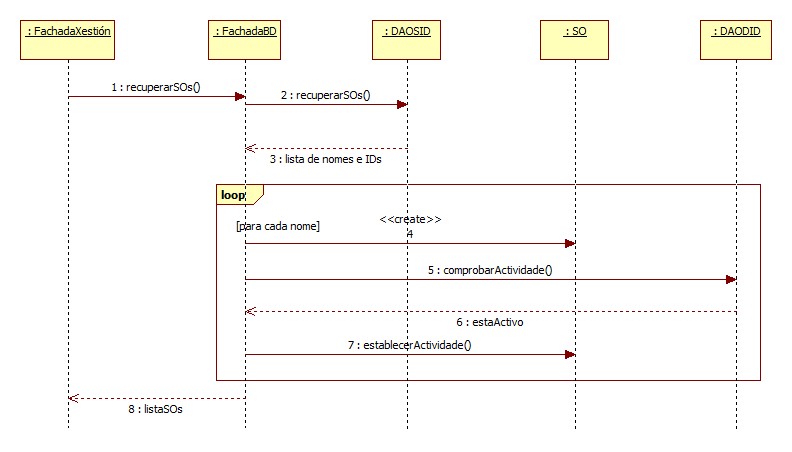 : FachadaXestión
: FachadaBD
: DAOSID
: SO
: DAODID
1 : recuperarSOs()
2 : recuperarSOs()
3 : lista de nomes e IDs
loop
[para cada nome]
<<create>>
4
5 : comprobarActividade()
6 : estaActivo
7 : establecerActividade()
8 : listaSOs